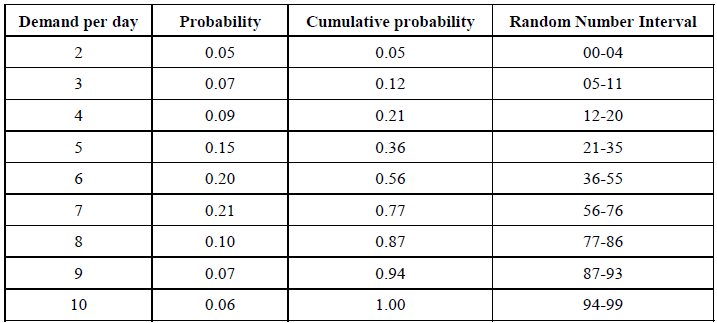 Demand per day Probability Cumulative probability Random Number Interval
2 0.05 0.05 00-04
3 0.07 0.12 05-11
4 0.09 0.21 12-20
5 0.15 0.36 21-35
6 0.20 0.56 36-55
7 0.21 0.77 56-76
8 0.10 0.87 77-86
9 0.07 0.94 87-93
10 0.06 1.00 94-99